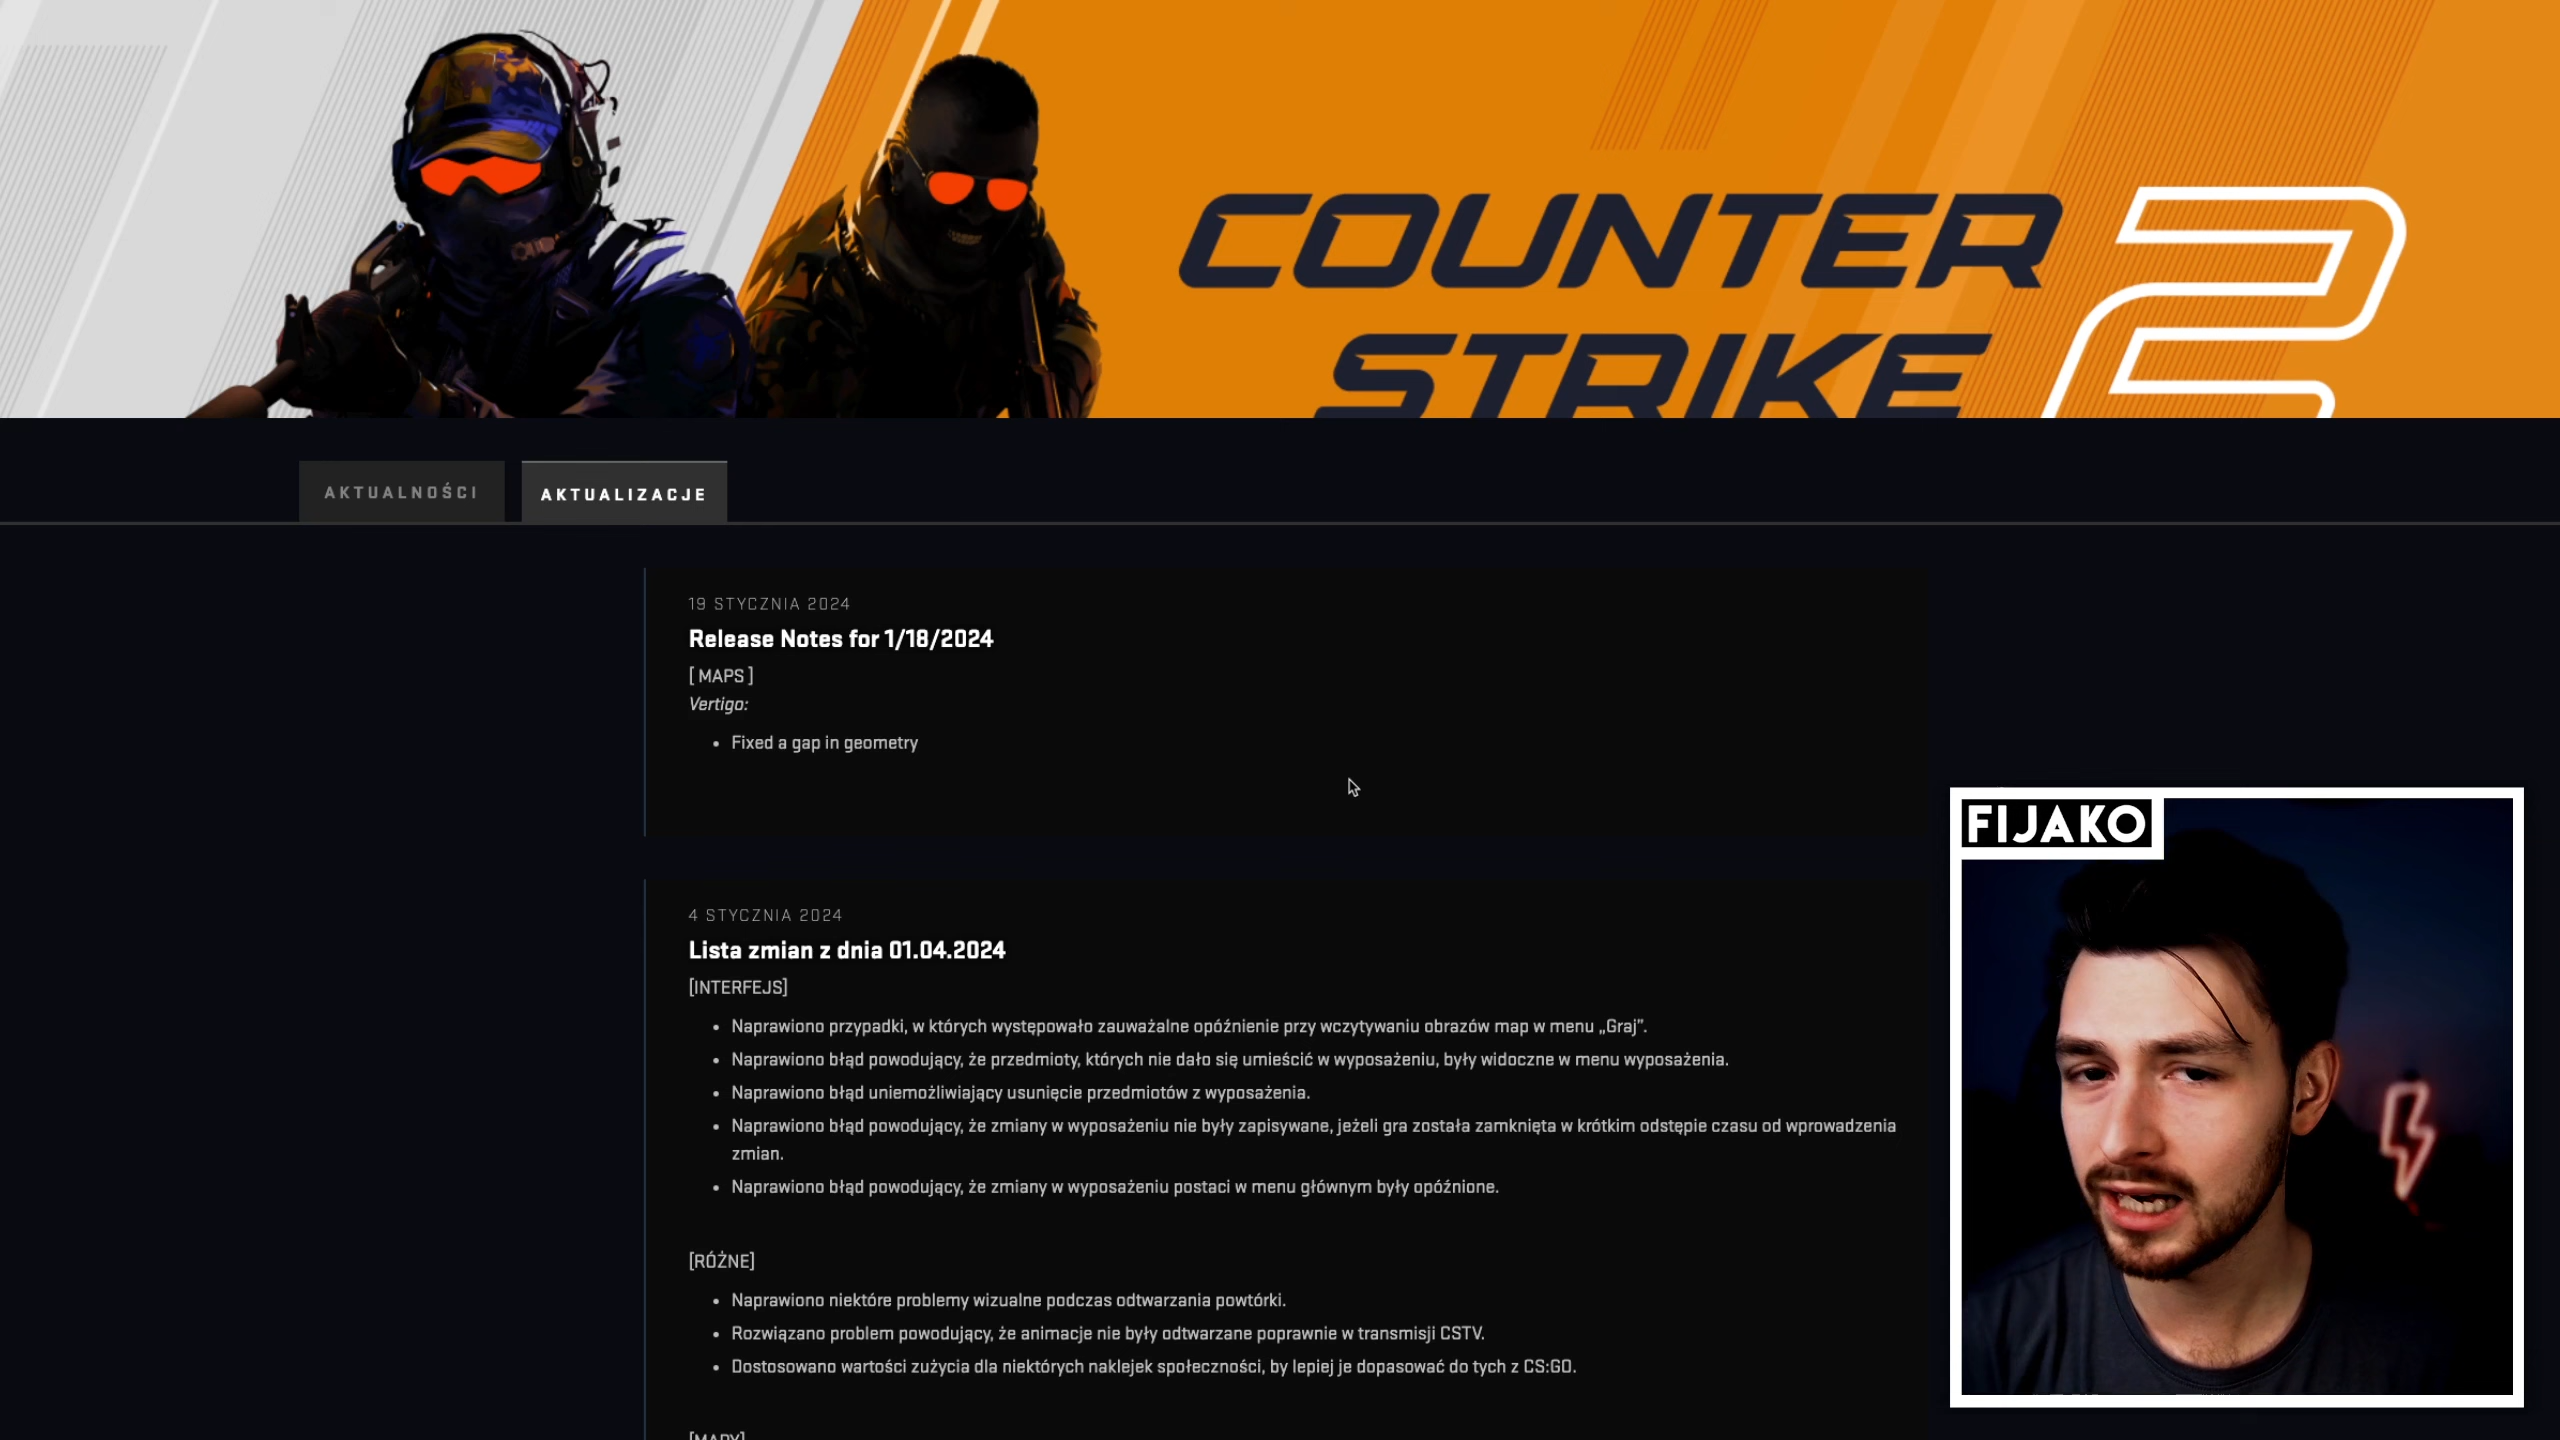 COUNTER
STRIKE 2
AKTUALNOŚCI
AKTUALIZACJE
19 STYCZNIA 2024
Release Notes for 1/18/2024
[ MAPS ]
Vertigo:
• Fixed a gap in geometry
4 STYCZNIA 2024
Lista zmian z dnia 01.04.2024
[INTERFEJS]
• Naprawiono przypadki, w których występowało zauważalne opóźnienie przy wczytywaniu obrazów map w menu „Graj”.
• Naprawiono błąd powodujący, że przedmioty, których nie dało się umieścić w wyposażeniu, były widoczne w menu wyposażenia.
• Naprawiono błąd uniemożliwiający usunięcie przedmiotów z wyposażenia.
• Naprawiono błąd powodujący, że zmiany w wyposażeniu nie były zapisywane, jeżeli gra została zamknięta w krótkim odstępie czasu od wprowadzenia
zmian.
• Naprawiono błąd powodujący, że zmiany w wyposażeniu postaci w menu głównym były opóźnione.
[RÓŻNE]
• Naprawiono niektóre problemy wizualne podczas odtwarzania powtórki.
• Rozwiązano problem powodujący, że animacje nie były odtwarzane poprawnie w transmisji CSTV.
• Dostosowano wartości zużycia dla niektórych naklejek społeczności, by lepiej je dopasować do tych z CS:GO.
[MAPY]
FIJAKO